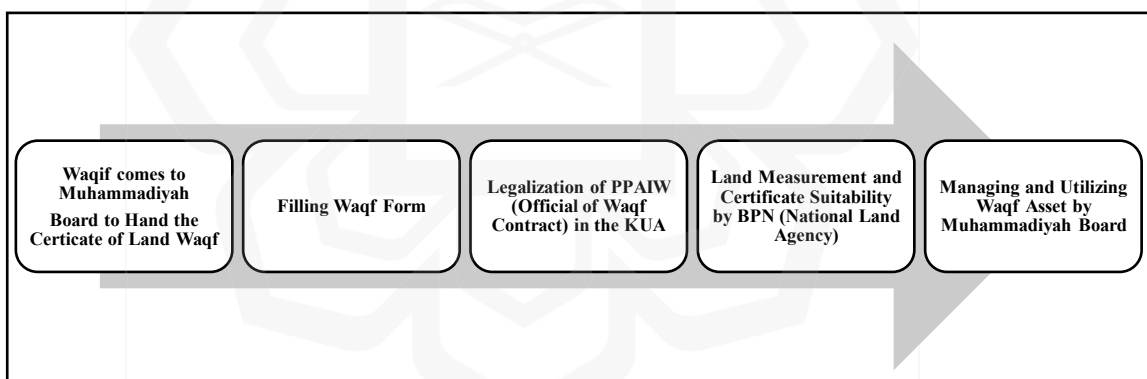 Waqif comes to
Muhammadiyah
Board to Hand the
Certicate of Land Waqf
Filling Waqf Form
Legalization of PPAIW
(Official of Waqf
Contract) in the KUA
Land Measurement and
Certificate Suitability
by BPN (National Land
Agency)
Managing and Utilizing
Waqf Asset by
Muhammadiyah Board